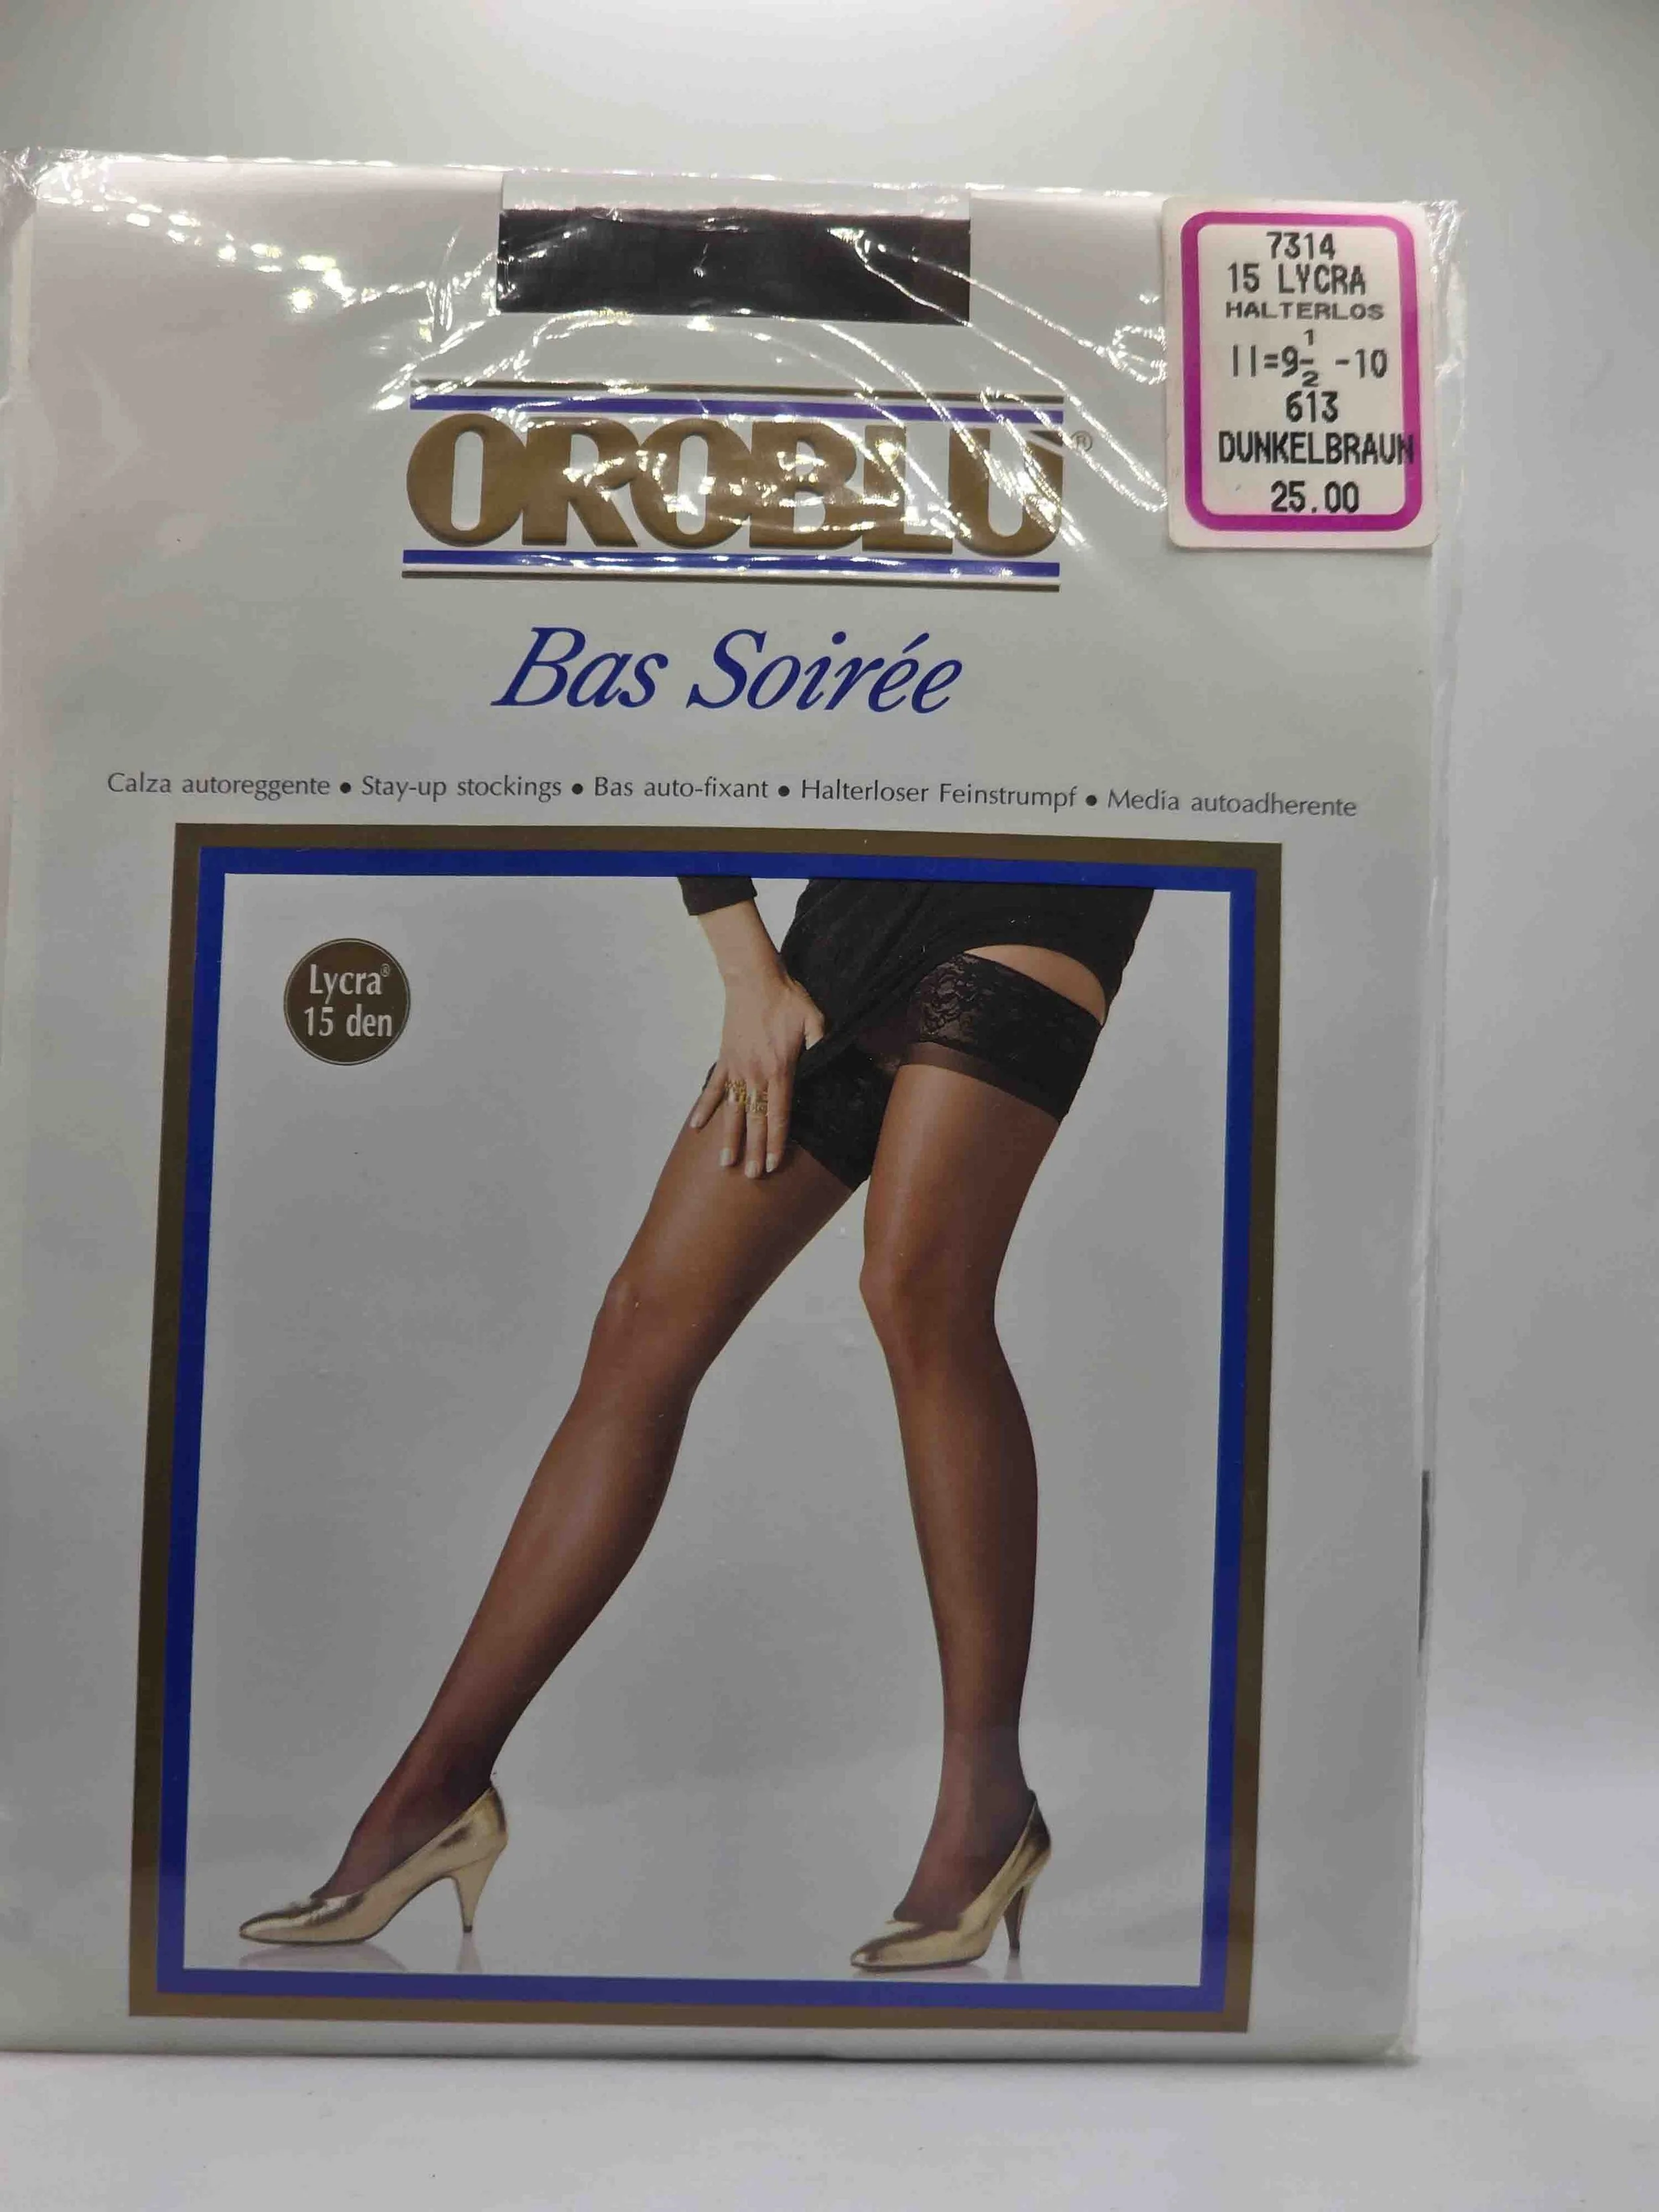 7314
15 LYCRA
HALTERLOS
II=9½ -10
613
DUNKELBRAUN
25.00
OROBLU®
Bas Soirée
Calza autoreggente ● Stay-up stockings ● Bas auto-fixant ● Halterloser Feinstrumpf ● Media autoadherente
Lycra®
15 den